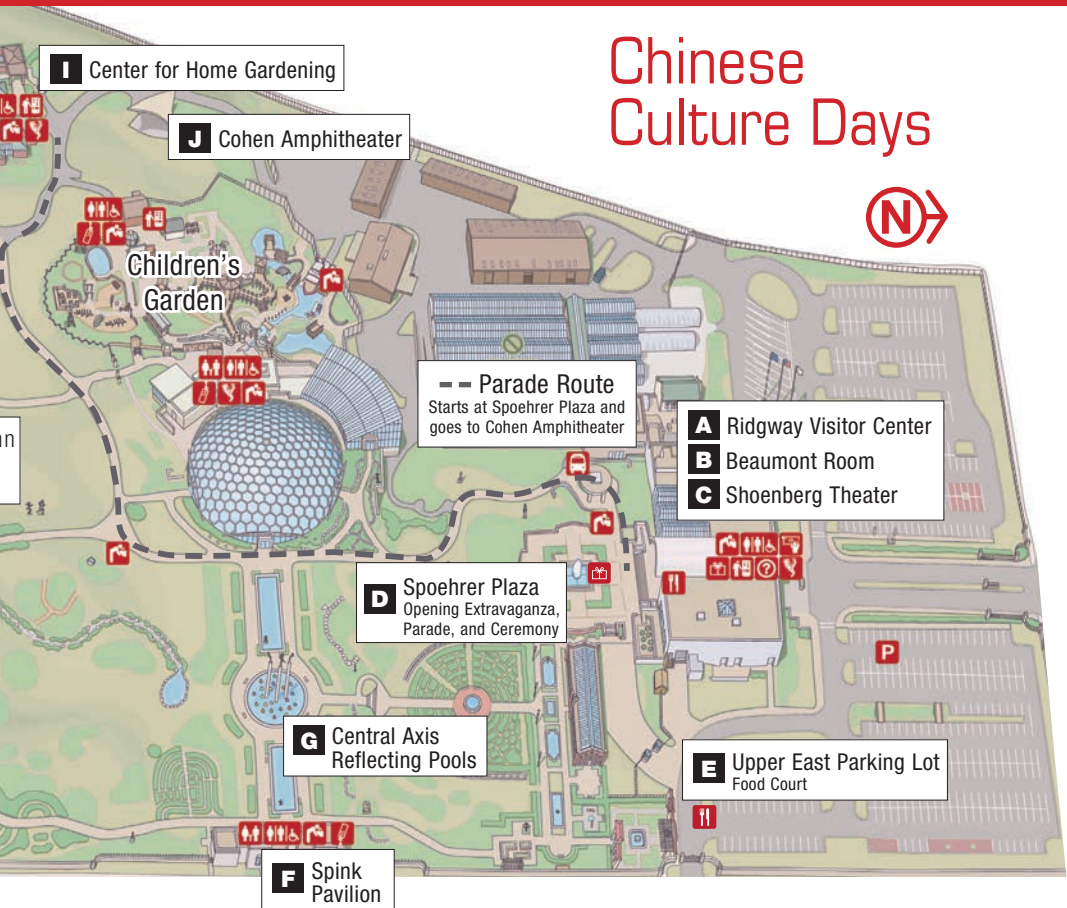 Chinese
Culture Days
N
I Center for Home Gardening
J Cohen Amphitheater
Children's
Garden
Parade Route
Starts at Spoehrer Plaza and
goes to Cohen Amphitheater
A Ridgway Visitor Center
B Beaumont Room
C Shoenberg Theater
D Spoehrer Plaza
Opening Extravaganza,
Parade, and Ceremony
?
P
G Central Axis
Reflecting Pools
E Upper East Parking Lot
Food Court
F Spink
Pavilion